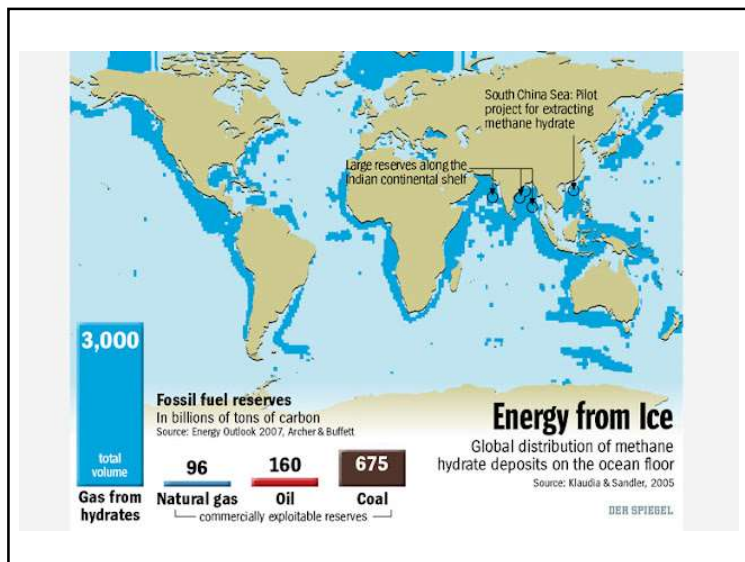 South China Sea: Pilot
project for extracting
methane hydrate
Large reserves along the
Indian continental shelf
3,000
total
volume
Gas from
hydrates
Fossil fuel reserves
In billions of tons of carbon
Source: Energy Outlook 2007, Archer & Buffett
96
Natural gas
160
Oil
675
Coal
commercially exploitable reserves
Energy from Ice
Global distribution of methane
hydrate deposits on the ocean floor
Source: Klaudia & Sandler, 2005
DER SPIEGEL